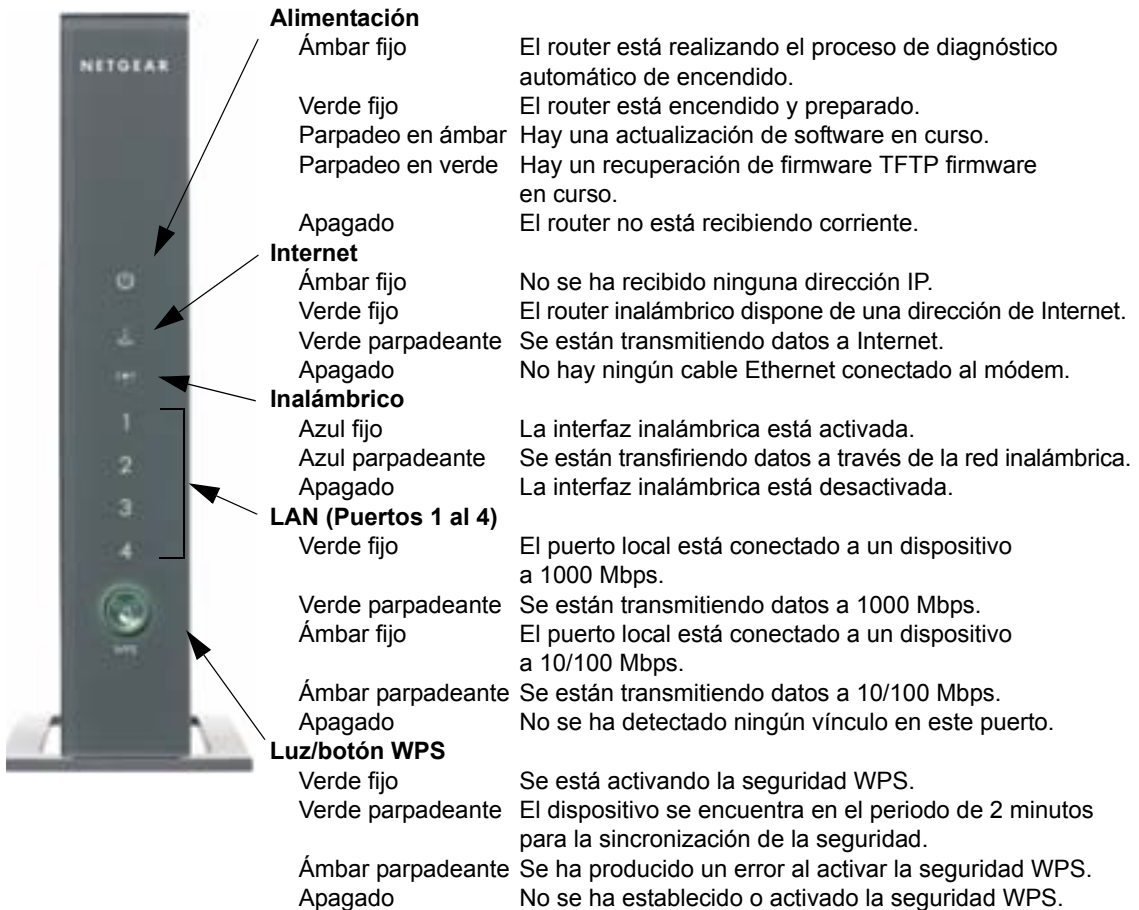 NETGEAR
1
2
3
4
WPS
Alimentación
Ámbar fijo El router está realizando el proceso de diagnóstico
automático de encendido.
Verde fijo El router está encendido y preparado.
Parpadeo en ámbar Hay una actualización de software en curso.
Parpadeo en verde Hay un recuperación de firmware TFTP firmware
en curso.
Apagado El router no está recibiendo corriente.
Internet
Ámbar fijo No se ha recibido ninguna dirección IP.
Verde fijo El router inalámbrico dispone de una dirección de Internet.
Verde parpadeante Se están transmitiendo datos a Internet.
Apagado No hay ningún cable Ethernet conectado al módem.
Inalámbrico
Azul fijo La interfaz inalámbrica está activada.
Azul parpadeante Se están transfiriendo datos a través de la red inalámbrica.
Apagado La interfaz inalámbrica está desactivada.
LAN (Puertos 1 al 4)
Verde fijo El puerto local está conectado a un dispositivo
a 1000 Mbps.
Verde parpadeante Se están transmitiendo datos a 1000 Mbps.
Ámbar fijo El puerto local está conectado a un dispositivo
a 10/100 Mbps.
Ámbar parpadeante Se están transmitiendo datos a 10/100 Mbps.
Apagado No se ha detectado ningún vínculo en este puerto.
Luz/botón WPS
Verde fijo Se está activando la seguridad WPS.
Verde parpadeante El dispositivo se encuentra en el periodo de 2 minutos
para la sincronización de la seguridad.
Ámbar parpadeante Se ha producido un error al activar la seguridad WPS.
Apagado No se ha establecido o activado la seguridad WPS.